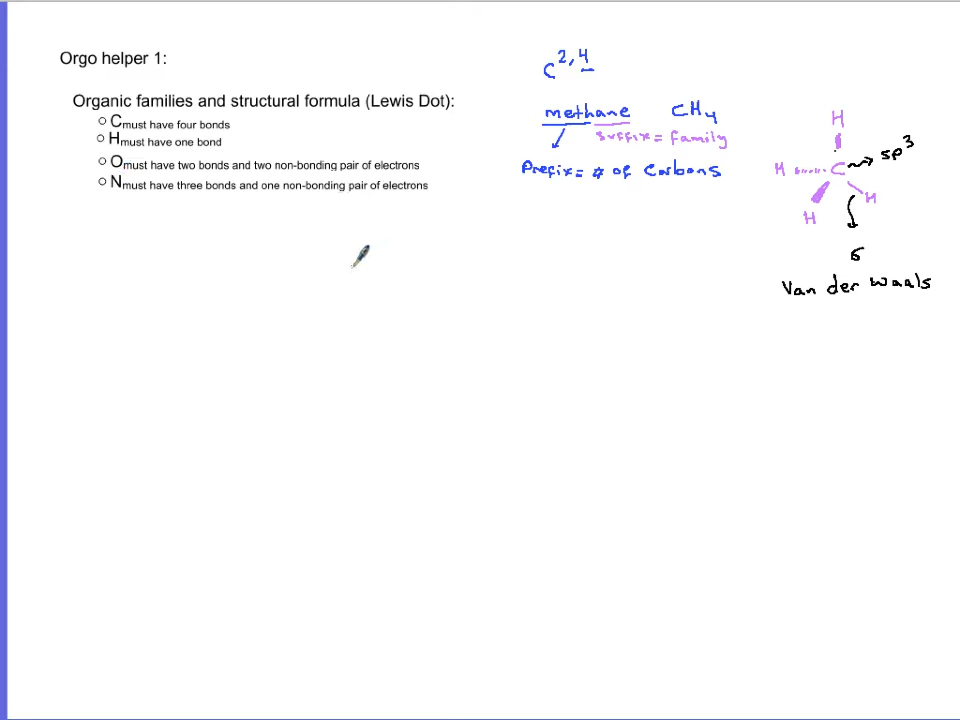 Orgo helper 1:
Organic families and structural formula (Lewis Dot):
○ C must have four bonds
○ H must have one bond
○ O must have two bonds and two non-bonding pair of electrons
○ N must have three bonds and one non-bonding pair of electrons
C 2, 4
methane CH4
suffix = family
Prefix = # of Carbons
H
H C sp3
H H
σ
Van der Waals